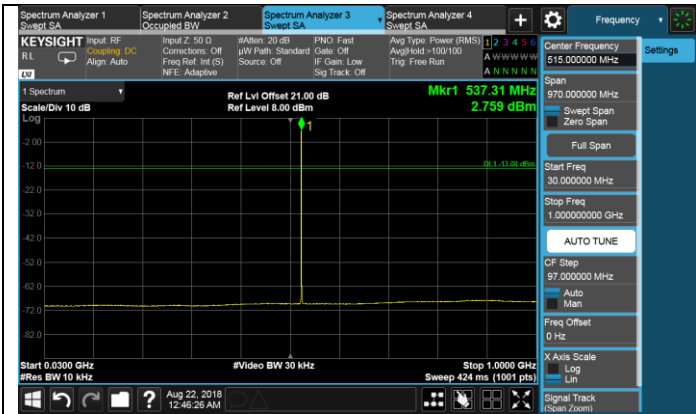 Spectrum Analyzer 1
Swept SA
Spectrum Analyzer 2
Occupied BW
Spectrum Analyzer 3
Swept SA
Spectrum Analyzer 4
Swept SA
+
Frequency
KEYSIGHT
RL
LXI
Input: RF
Coupling: DC
Align: Auto
Input Z: 50 Ω
Corrections: Off
Freq Ref: Int (S)
NFE: Adaptive
#Atten: 20 dB
µW Path: Standard
Source: Off
PNO: Fast
Gate: Off
IF Gain: Low
Sig Track: Off
Avg Type: Power (RMS)
Avg|Hold:>100/100
Trig: Free Run
1 2 3 4 5 6
A W W W W W
A N N N N N
1 Spectrum
Scale/Div 10 dB
Log
Ref Lvl Offset 21.00 dB
Ref Level 8.00 dBm
Mkr1 537.31 MHz
2.759 dBm
1
-2.00
-12.0
DL1 -13.00 dBm
-22.0
-32.0
-42.0
-52.0
-62.0
-72.0
-82.0
Start 0.0300 GHz
#Res BW 10 kHz
#Video BW 30 kHz
Stop 1.0000 GHz
Sweep 424 ms (1001 pts)
Aug 22, 2018
12:46:26 AM
?
Center Frequency
515.000000 MHz
Settings
Span
970.000000 MHz
Swept Span
Zero Span
Full Span
Start Freq
30.000000 MHz
Stop Freq
1.000000000 GHz
AUTO TUNE
CF Step
97.000000 MHz
Auto
Man
Freq Offset
0 Hz
X Axis Scale
Log
Lin
Signal Track
(Span Zoom)